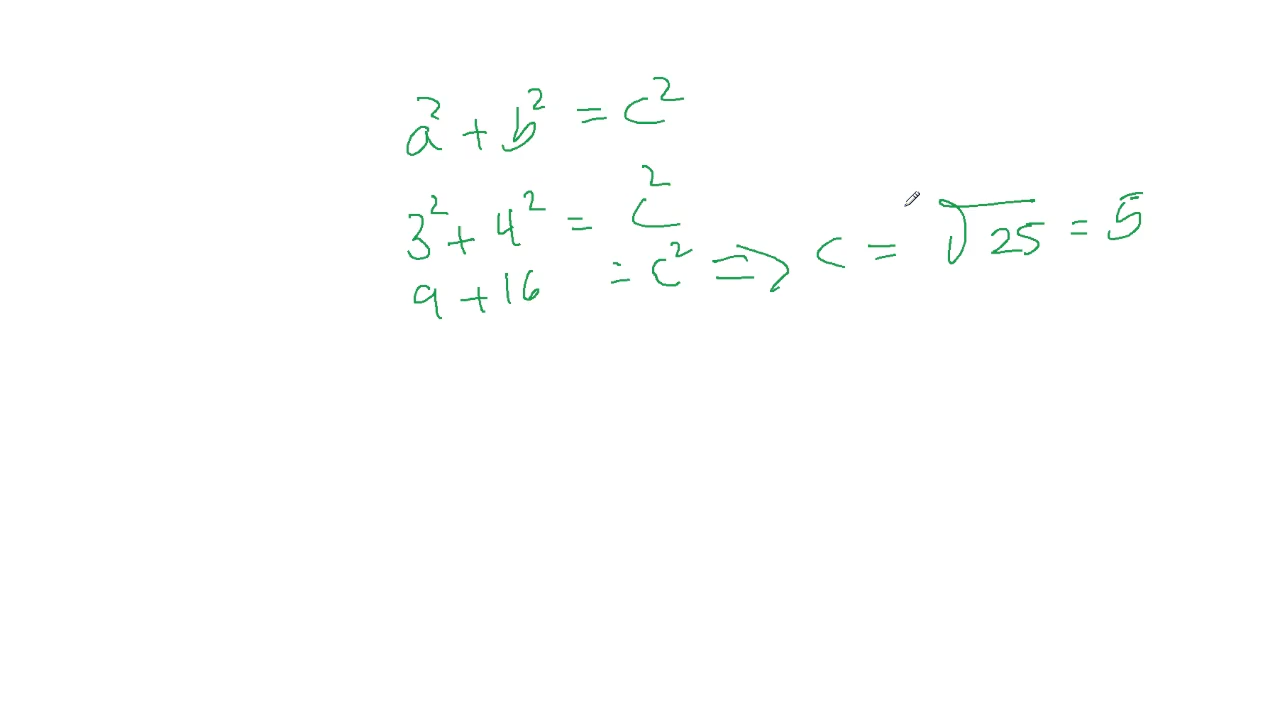 a² + b² = c²
3² + 4² = c²
9 + 16 = c² ⇒ c = √25 = 5